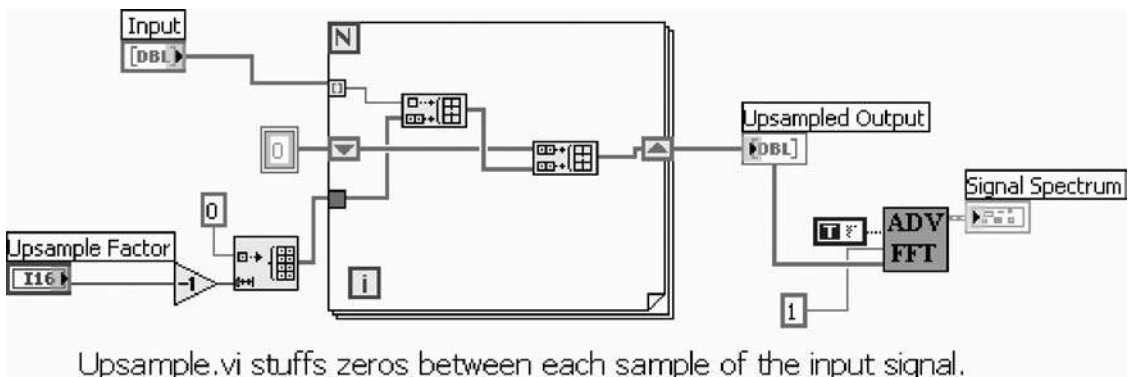 Input
[DBL]
N
0
Upsampled Output
DBL]
Signal Spectrum
0
T F
ADV
FFT
Upsample Factor
I16
-1
i
1
Upsample.vi stuffs zeros between each sample of the input signal.